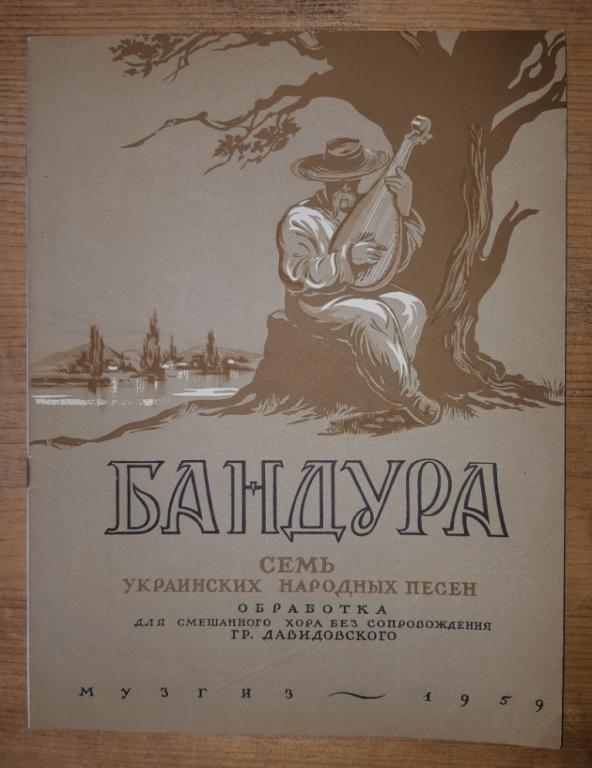 БАНДУРА
СЕМЬ
УКРАИНСКИХ НАРОДНЫХ ПЕСЕН
ОБРАБОТКА
ДЛЯ СМЕШАННОГО ХОРА БЕЗ СОПРОВОЖДЕНИЯ
ГР. ДАВИДОВСКОГО
МУЗГИЗ ~ 1959